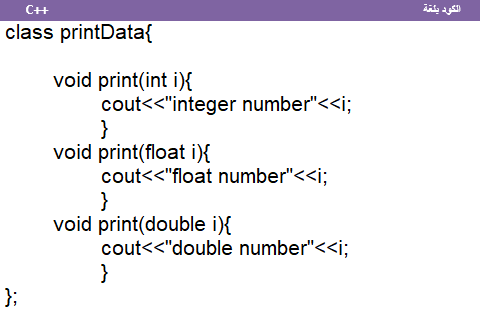 C++ الكود بلغة
class printData{
void print(int i){
cout<<"integer number"<<i;
}
void print(float i){
cout<<"float number"<<i;
}
void print(double i){
cout<<"double number"<<i;
}
};